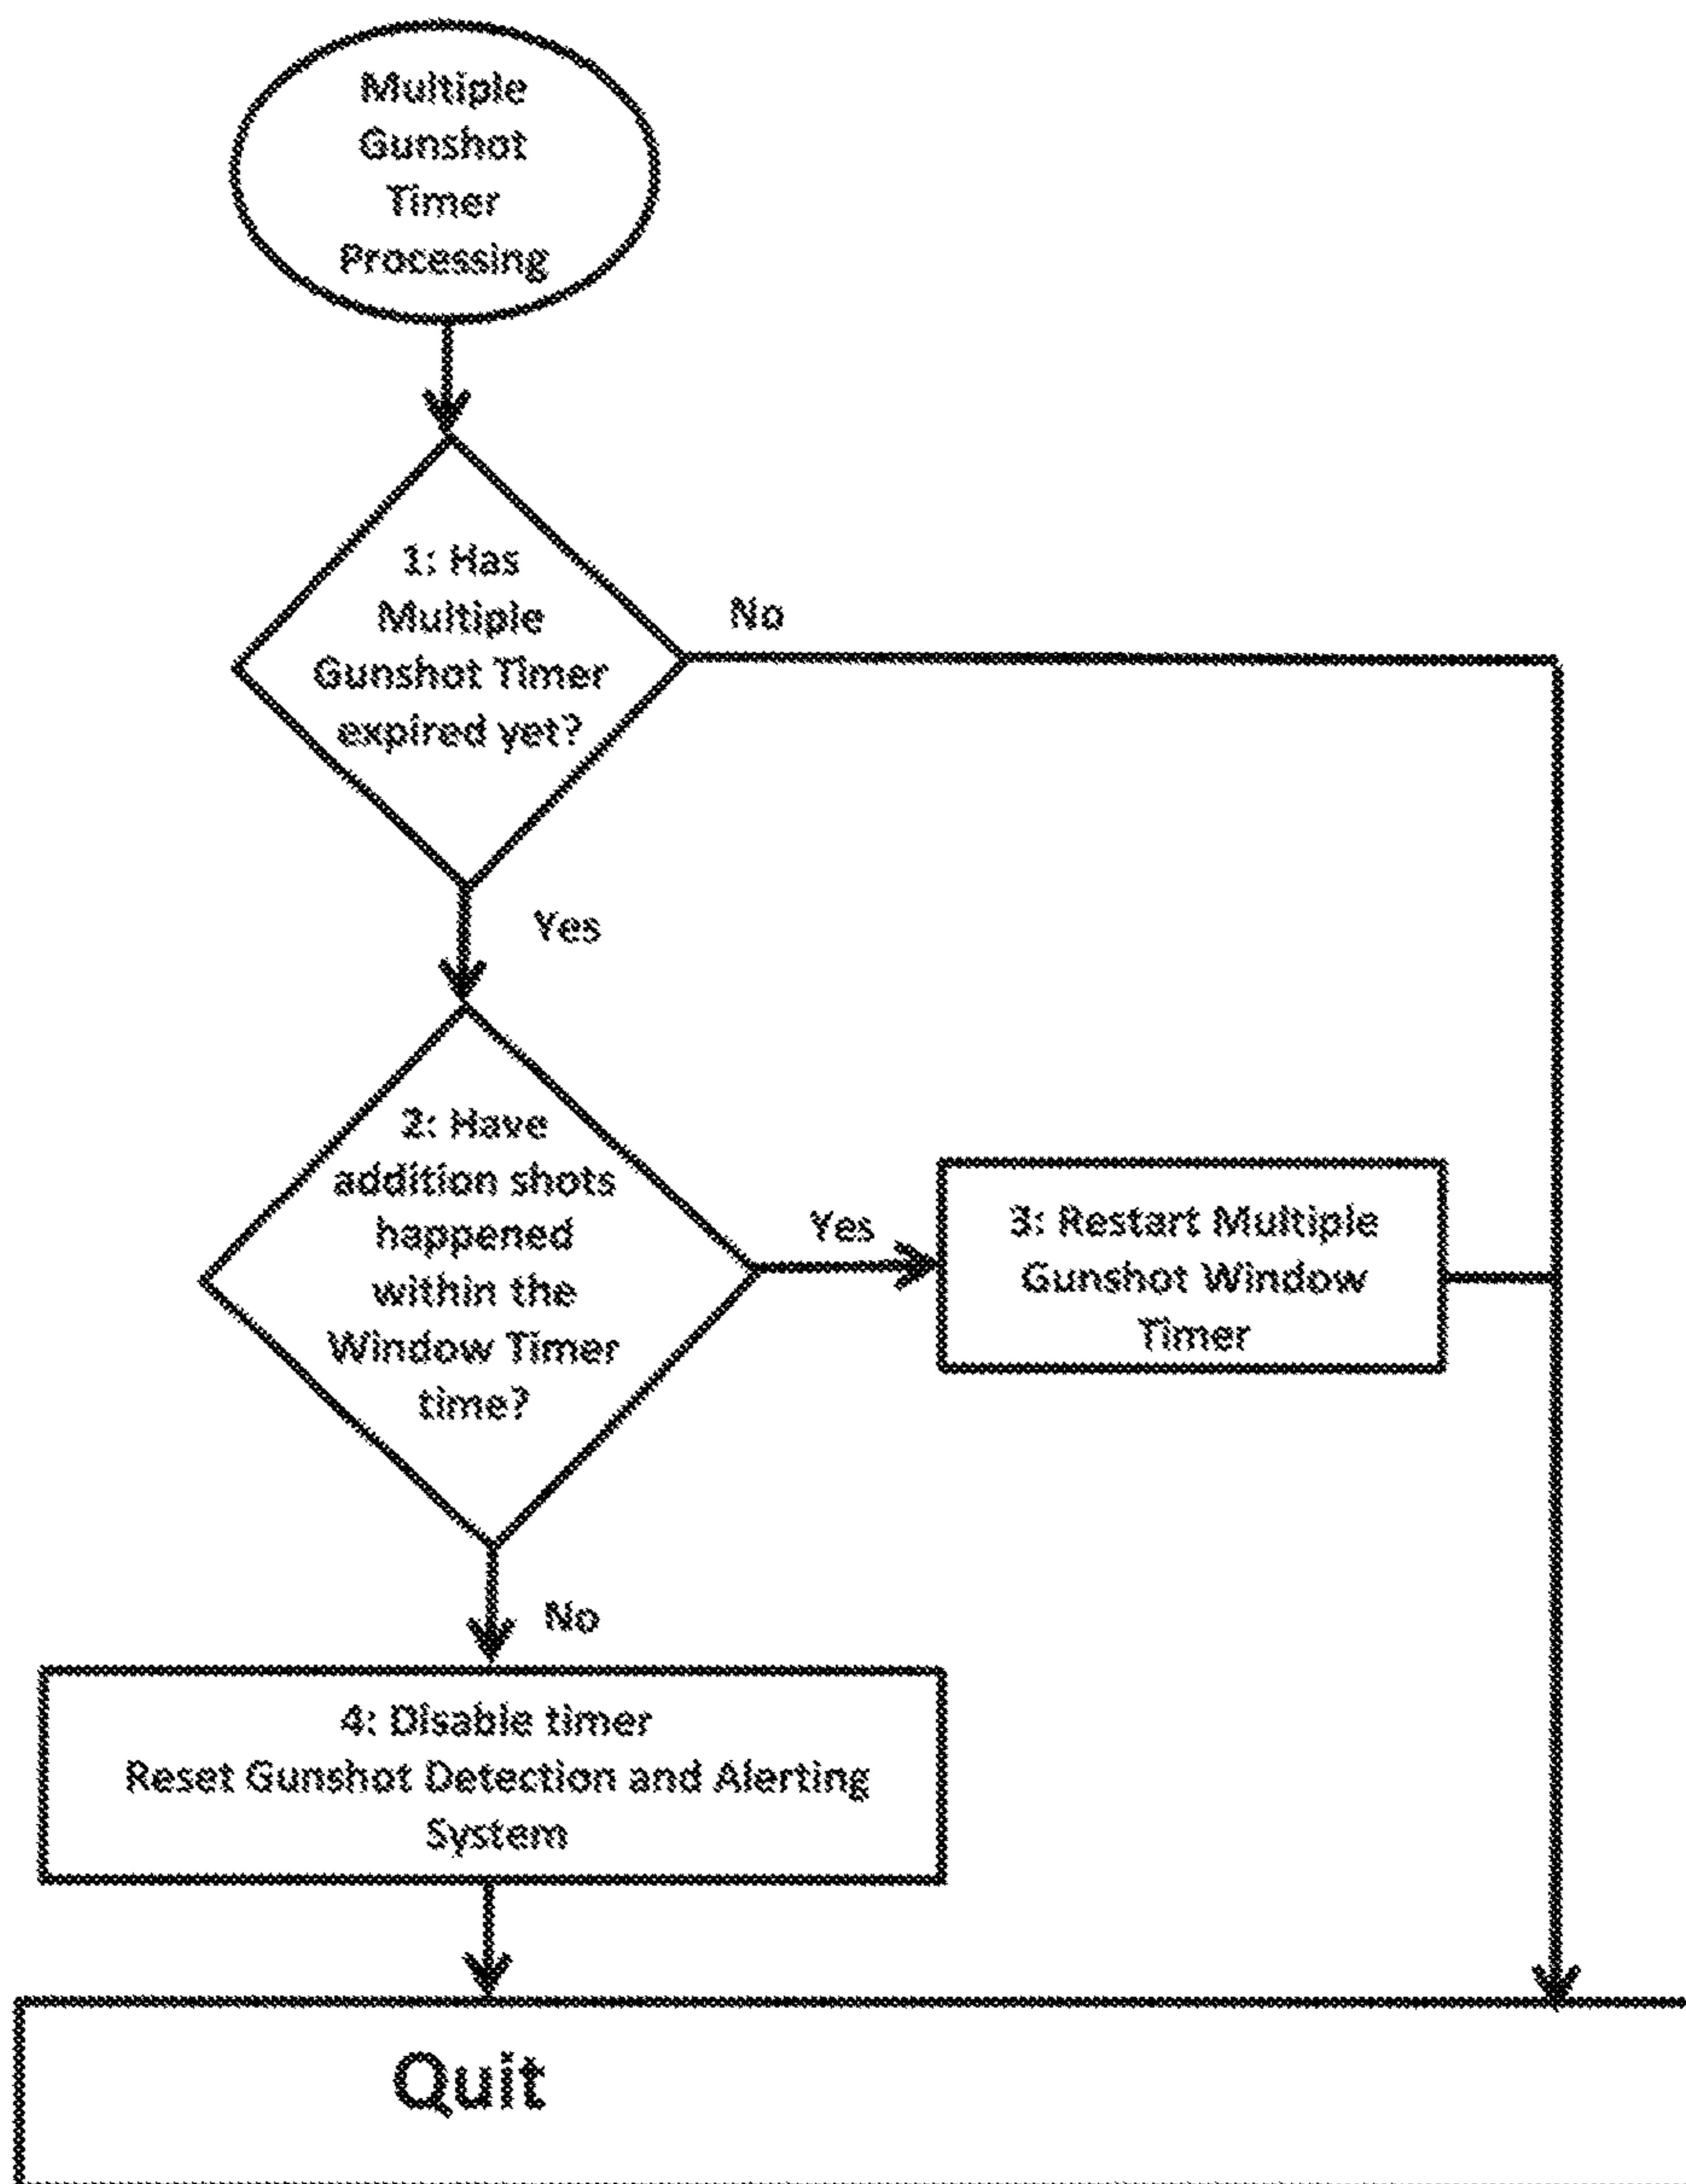 Multiple
Gunshot
Timer
Processing
1: Has
Multiple
Gunshot Timer
expired yet?
No
Yes
2: Have
addition shots
happened
within the
Window Timer
time?
Yes
3: Restart Multiple
Gunshot Window
Timer
No
4: Disable timer
Reset Gunshot Detection and Alerting
System
Quit